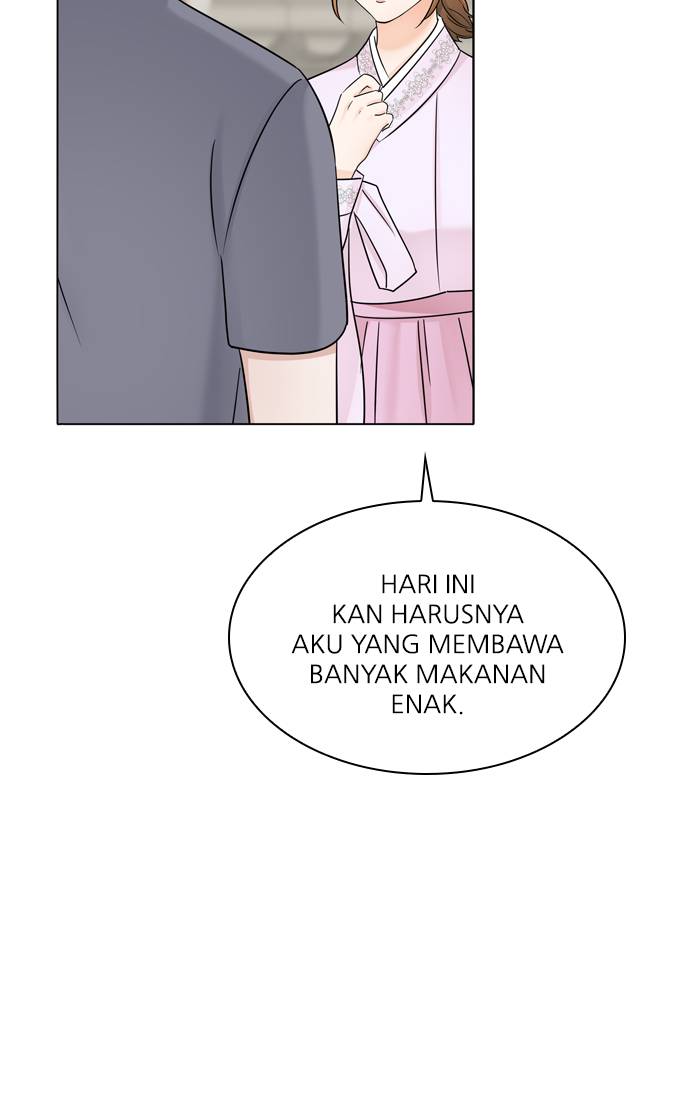 HARI INI
KAN HARUSNYA
AKU YANG MEMBAWA
BANYAK MAKANAN
ENAK.